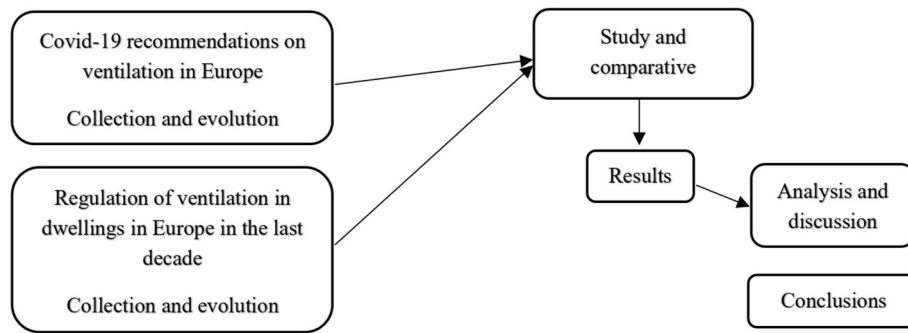 Covid-19 recommendations on
ventilation in Europe
Collection and evolution
Regulation of ventilation in
dwellings in Europe in the last
decade
Collection and evolution
Study and
comparative
Results
Analysis and
discussion
Conclusions